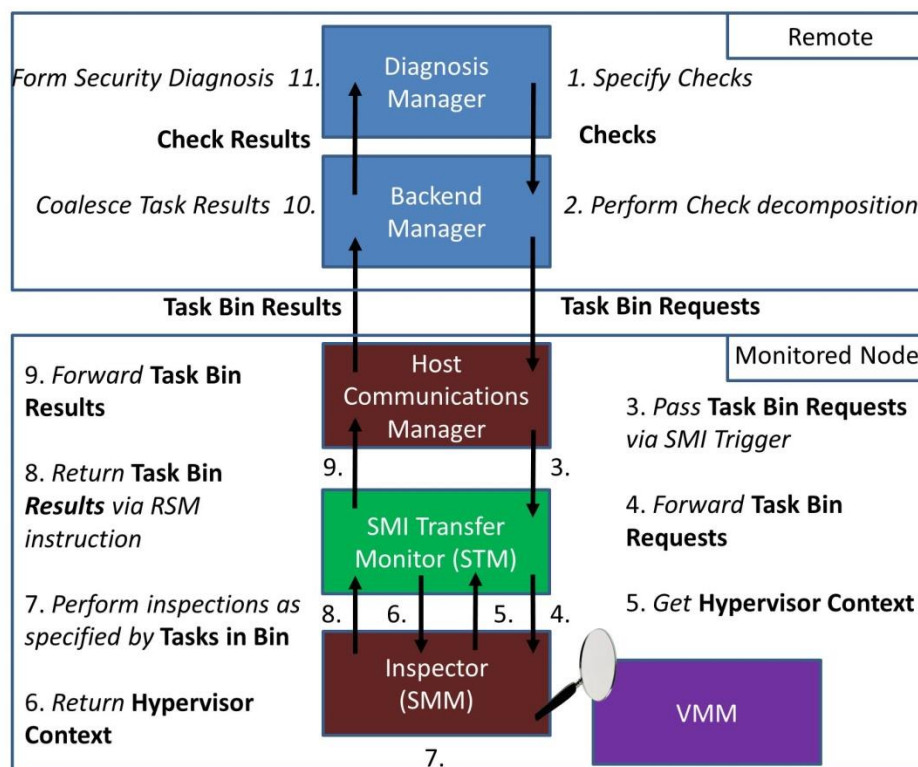 Remote
Form Security Diagnosis 11.
Diagnosis
Manager
1. Specify Checks
Check Results
Checks
Coalesce Task Results 10.
Backend
Manager
2. Perform Check decomposition
Task Bin Results
Task Bin Requests
Monitored Node
9. Forward Task Bin
Results
Host
Communications
Manager
3. Pass Task Bin Requests
via SMI Trigger
9.
3.
8. Return Task Bin
Results via RSM
instruction
SMI Transfer
Monitor (STM)
4. Forward Task Bin
Requests
7. Perform inspections as
specified by Tasks in Bin
8.
6.
5.
4.
5. Get Hypervisor Context
6. Return Hypervisor
Context
Inspector
(SMM)
VMM
7.